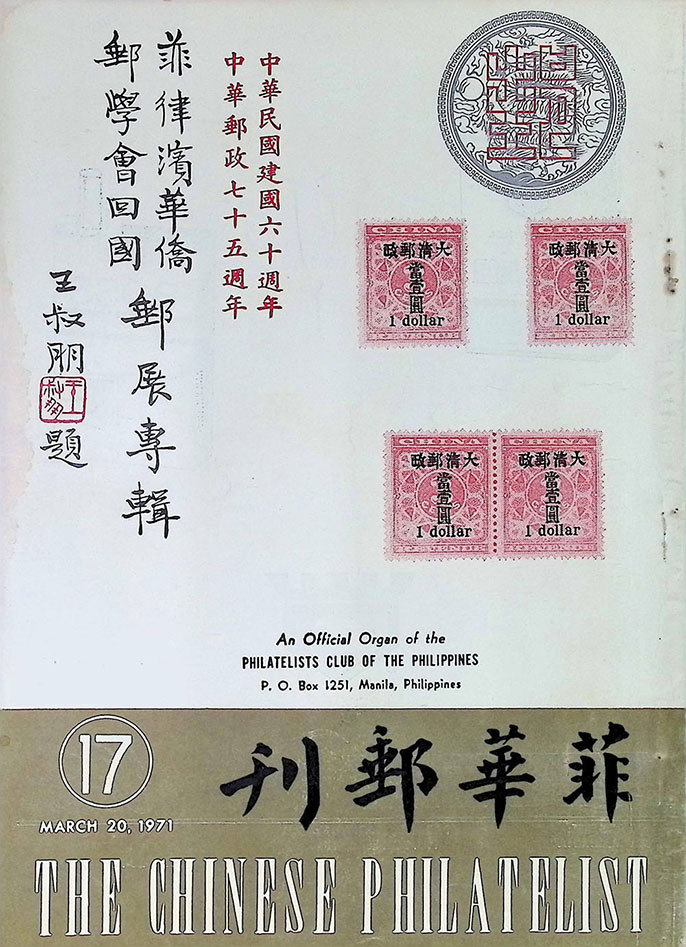 中華民國建國六十週年
中華郵政七十五週年
菲律濱華僑
郵學會回國
郵展專輯
王叔朋
題
CHINA
大清郵政
當壹圓
1 dollar
CHINA
大清郵政
當壹圓
1 dollar
CHINA
大清郵政
當壹圓
1 dollar
CHINA
大清郵政
當壹圓
1 dollar
An Official Organ of the
PHILATELISTS CLUB OF THE PHILIPPINES
P. O. Box 1251, Manila, Philippines
17
菲華郵刊
MARCH 20, 1971
THE CHINESE PHILATELIST